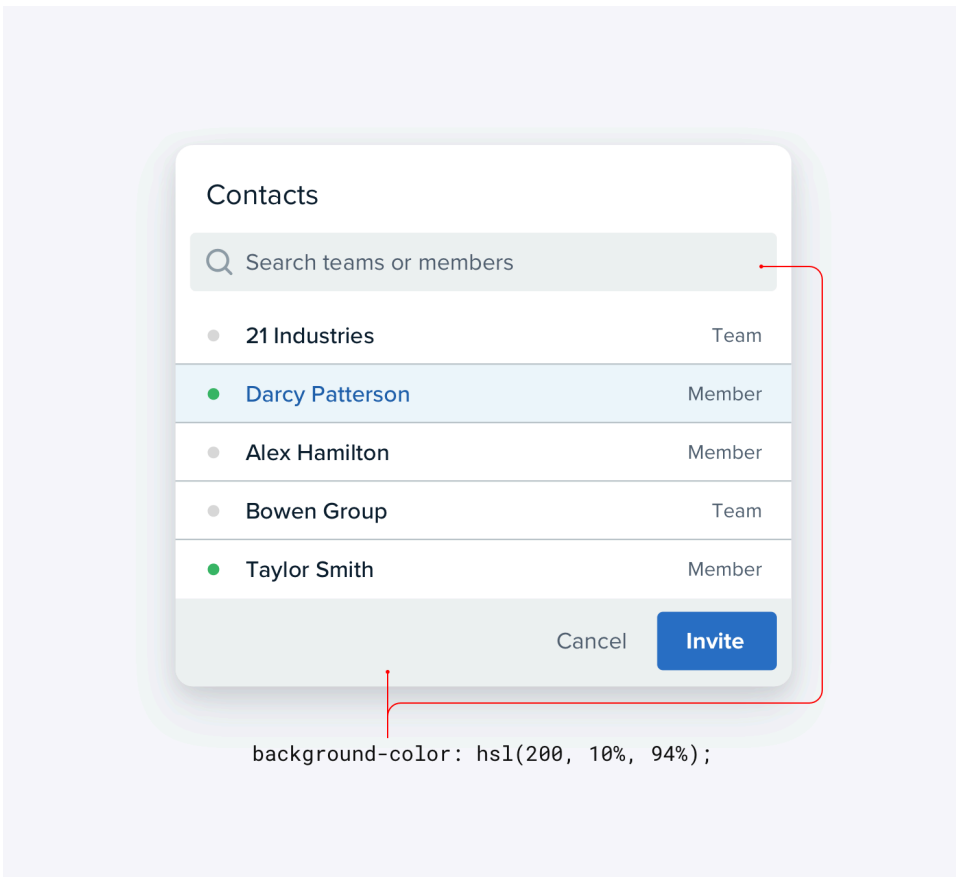 Contacts
Search teams or members
21 Industries Team
Darcy Patterson Member
Alex Hamilton Member
Bowen Group Team
Taylor Smith Member
Cancel Invite
background-color: hsl(200, 10%, 94%);